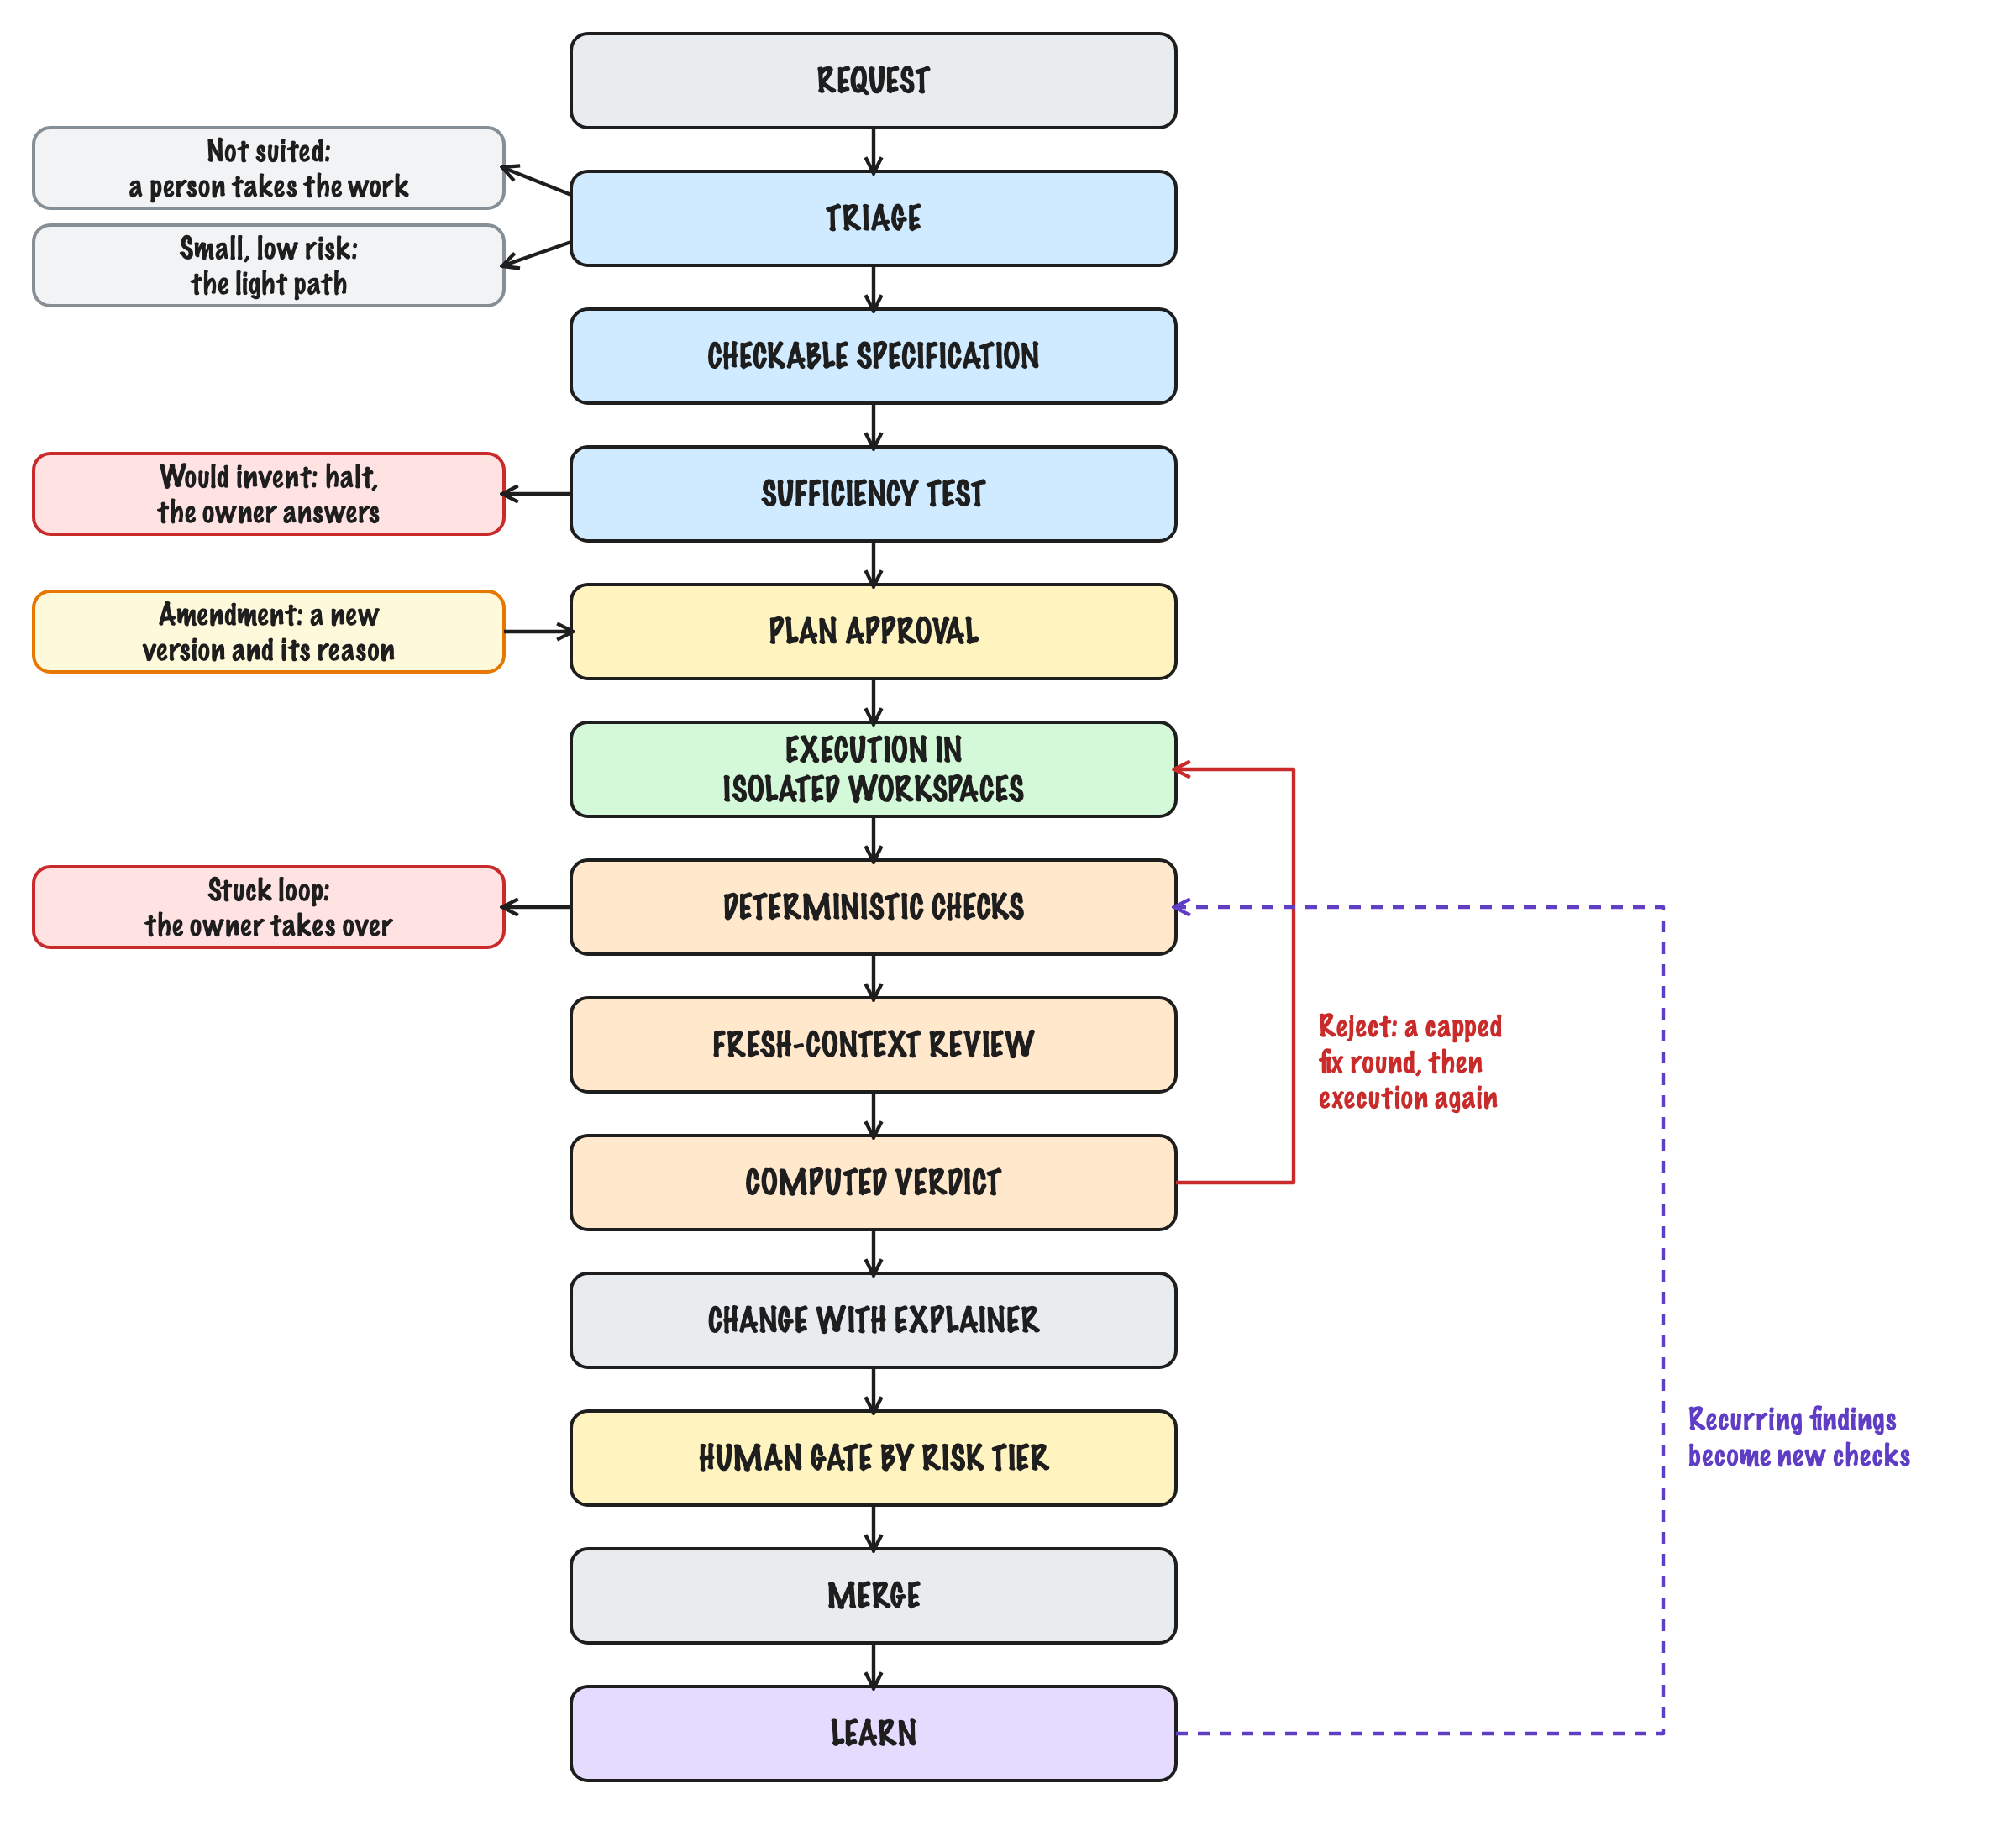 REQUEST
Not suited:
a person takes the work
TRIAGE
Small, low risk:
the light path
CHECKABLE SPECIFICATION
Would invent: halt,
the owner answers
SUFFICIENCY TEST
Amendment: a new
version and its reason
PLAN APPROVAL
EXECUTION IN
ISOLATED WORKSPACES
Stuck loop:
the owner takes over
DETERMINISTIC CHECKS
FRESH-CONTEXT REVIEW
Reject: a capped
fix round, then
execution again
COMPUTED VERDICT
CHANGE WITH EXPLAINER
HUMAN GATE BY RISK TIER
Recurring findings
become new checks
MERGE
LEARN